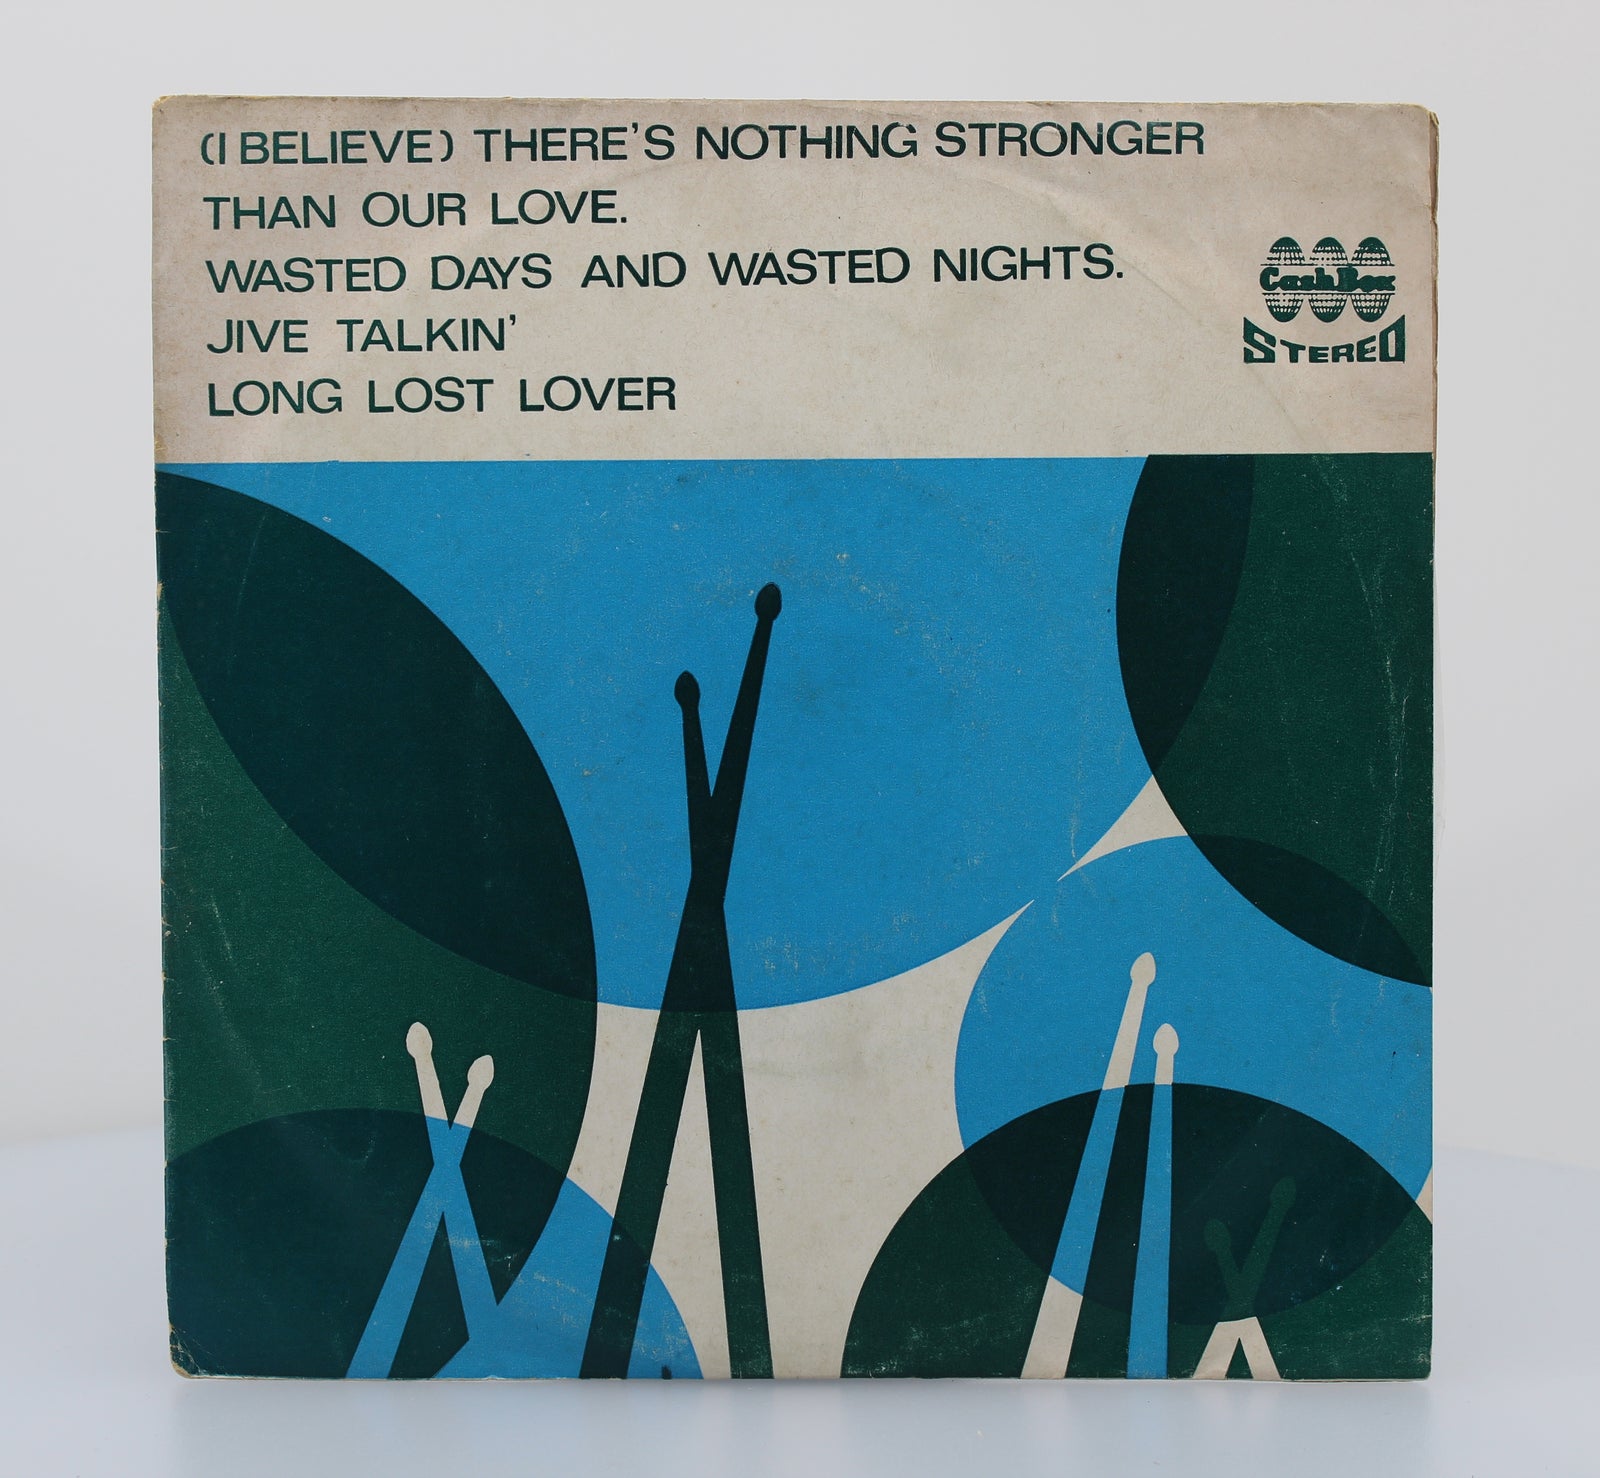 (I BELIEVE) THERE'S NOTHING STRONGER
THAN OUR LOVE.
WASTED DAYS AND WASTED NIGHTS.
JIVE TALKIN'
LONG LOST LOVER
CashBox
STEREO